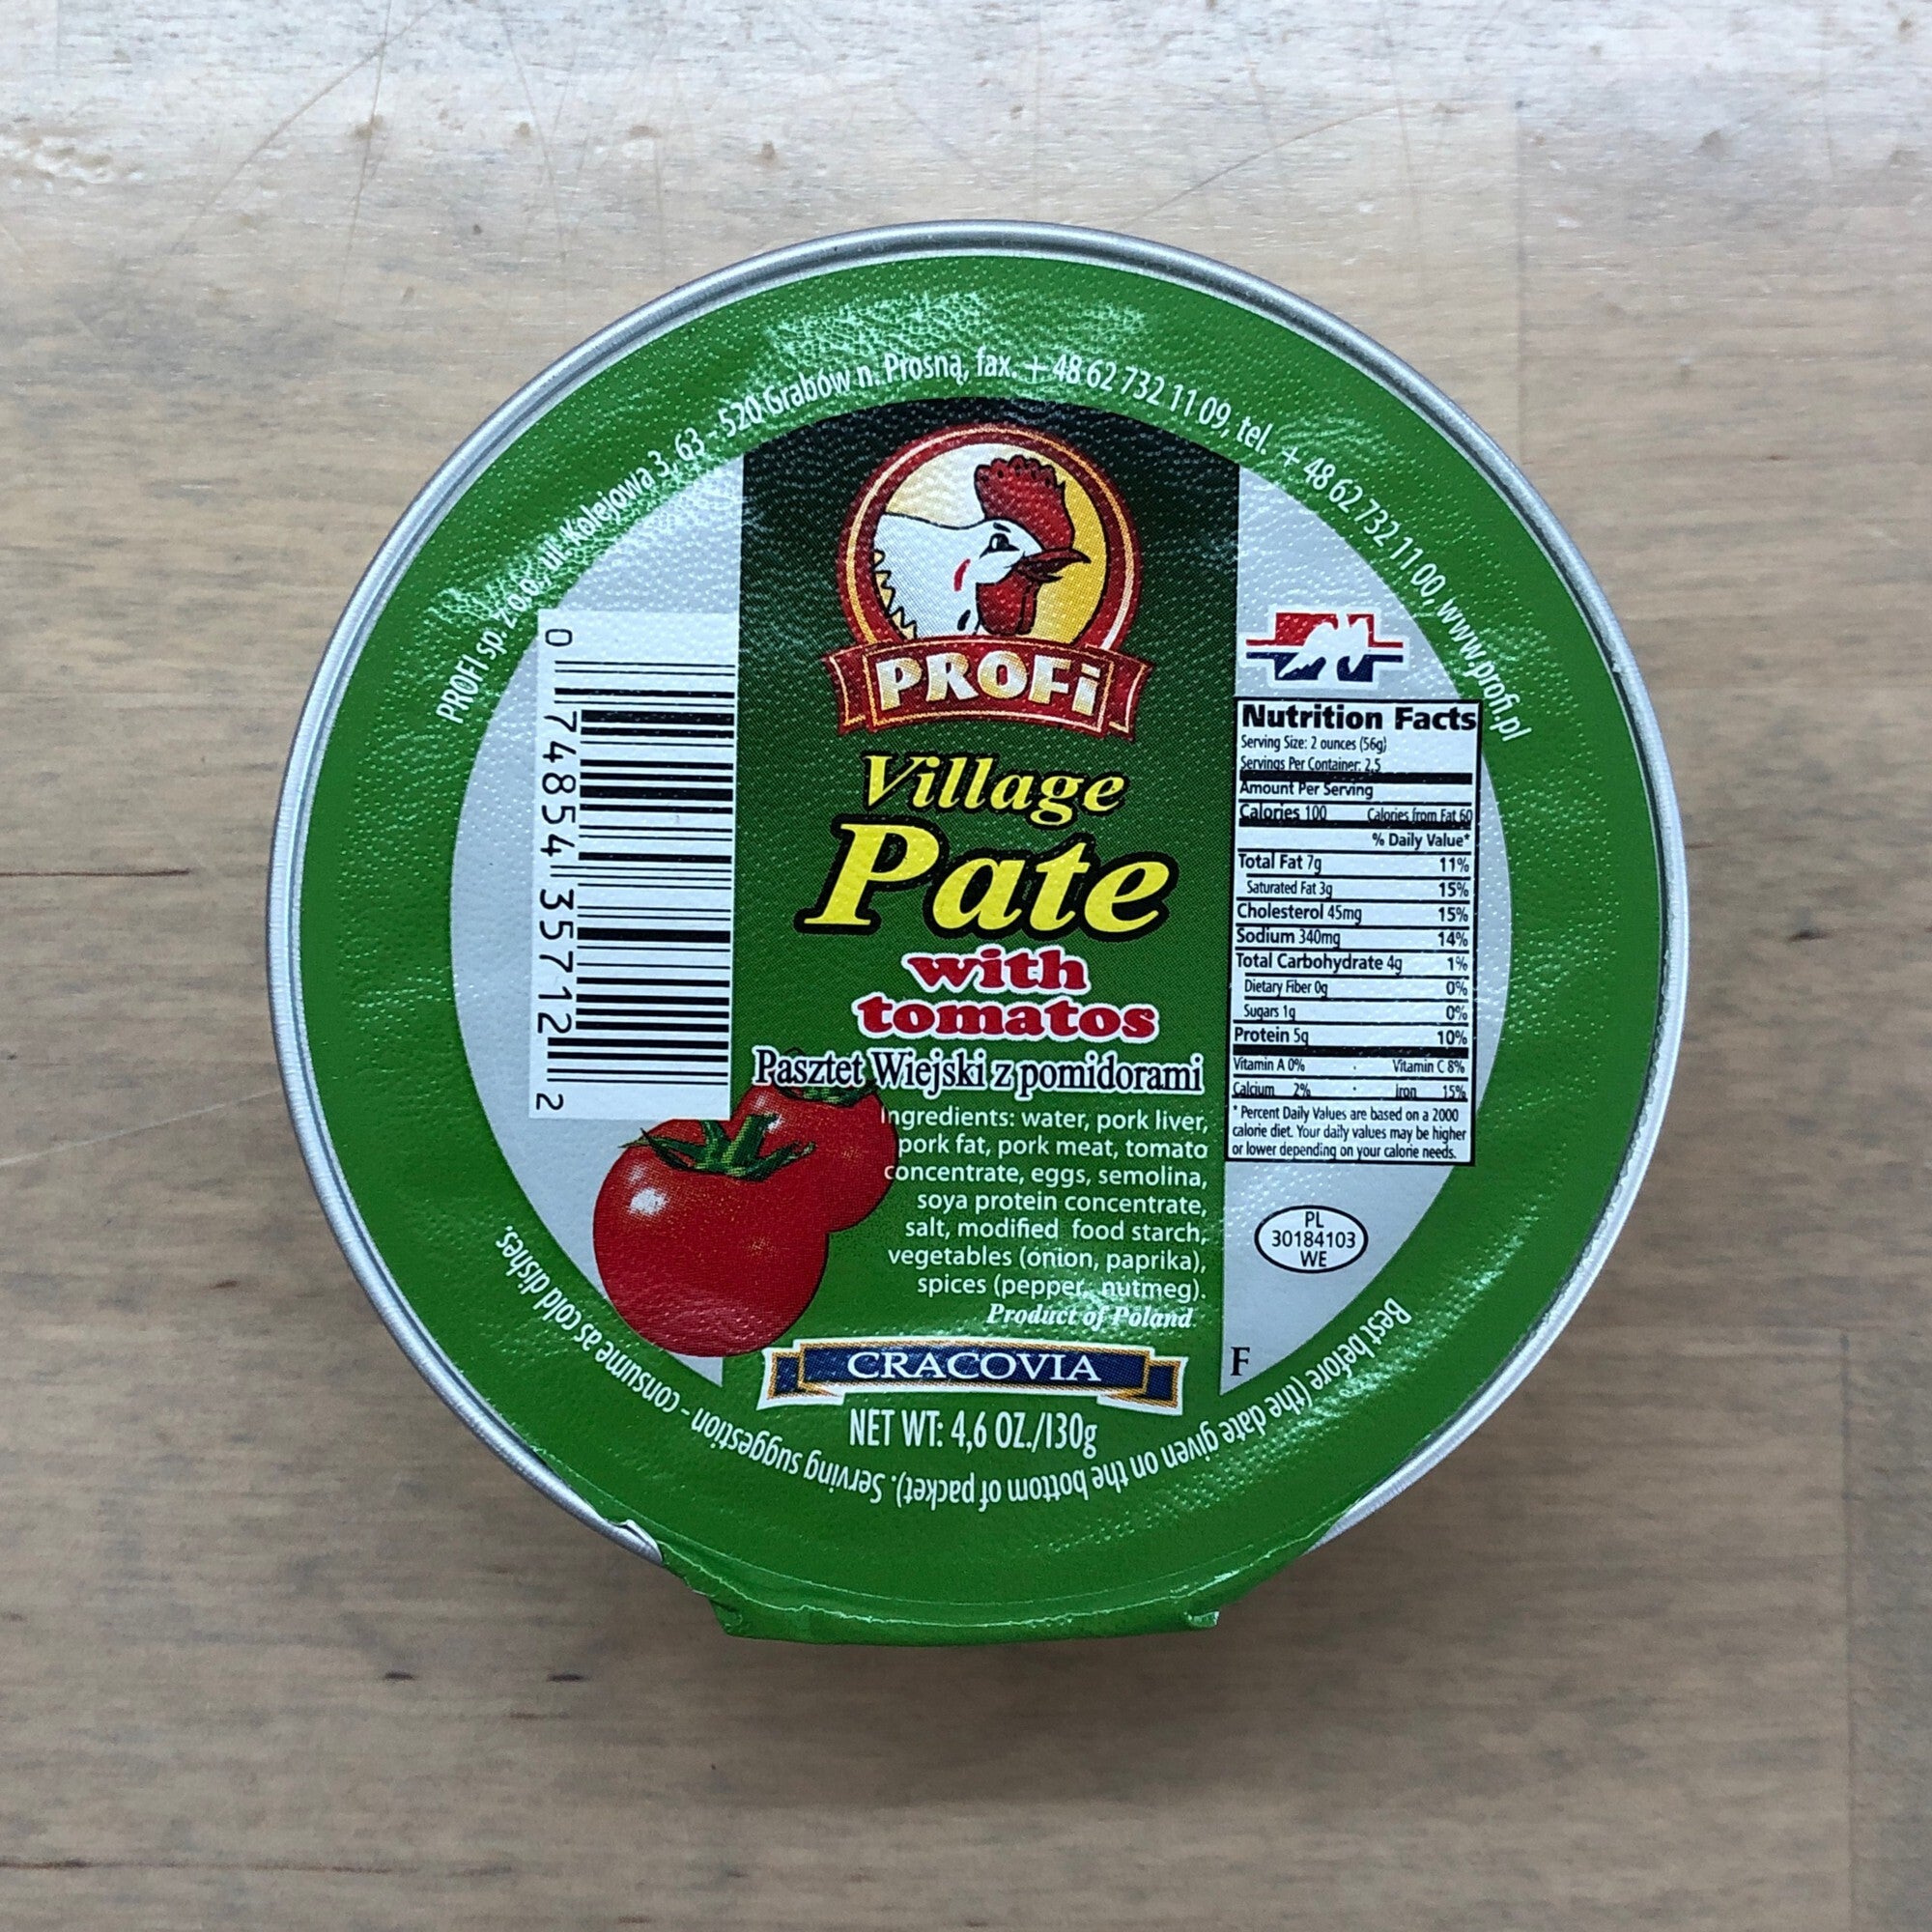 PROFI sp. z o.o., ul. Kolejowa 3, 63 - 520 Grabów n. Prosną, fax. + 48 62 732 11 09, tel. + 48 62 732 11 00, www.profi.pl
PROFi
Village
Pate
with
tomatos
Pasztet Wiejski z pomidorami
Ingredients: water, pork liver,
pork fat, pork meat, tomato
concentrate, eggs, semolina,
soya protein concentrate,
salt, modified food starch,
vegetables (onion, paprika),
spices (pepper, nutmeg).
Product of Poland
CRACOVIA
NET WT: 4,6 OZ./130g
0 74854 35712 2
Nutrition Facts
Serving Size: 2 ounces (56g)
Servings Per Container: 2,5
Amount Per Serving
Calories 100 Calories from Fat 60
% Daily Value*
Total Fat 7g 11%
Saturated Fat 3g 15%
Cholesterol 45mg 15%
Sodium 340mg 14%
Total Carbohydrate 4g 1%
Dietary Fiber 0g 0%
Sugars 1g 0%
Protein 5g 10%
Vitamin A 0% · Vitamin C 8%
Calcium 2% · iron 15%
* Percent Daily Values are based on a 2000
calorie diet. Your daily values may be higher
or lower depending on your calorie needs.
PL
30184103
WE
F
Best before (the date given on the bottom of packet). Serving suggestion - consume as cold dishes.